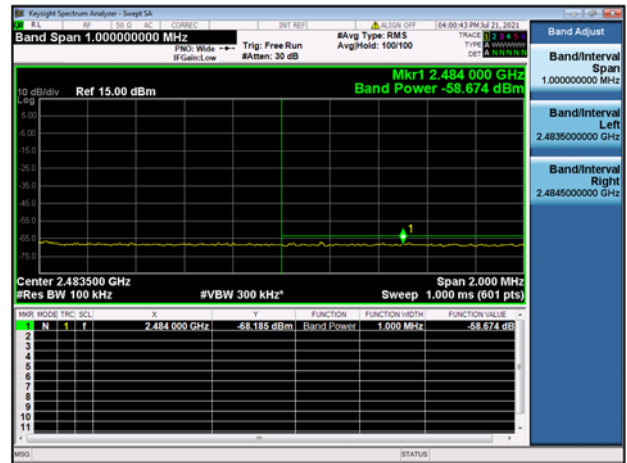 Keysight Spectrum Analyzer - Swept SA
RL RF 50 Ω AC CORREC INT REF ALIGN OFF 04:00:43 PM Jul 21, 2021
Band Span 1.000000000 MHz
PNO: Wide
IFGain:Low
Trig: Free Run
#Atten: 30 dB
#Avg Type: RMS
Avg|Hold: 100/100
TRACE 1 2 3 4 5 6
TYPE A WWWWW
DET A NNNNN
Mkr1 2.484 000 GHz
Band Power -58.674 dBm
10 dB/div Ref 15.00 dBm
Log
5.00
-5.00
-15.0
-25.0
-35.0
-45.0
-55.0
-65.0
-75.0
1
Center 2.483500 GHz Span 2.000 MHz
#Res BW 100 kHz #VBW 300 kHz* Sweep 1.000 ms (601 pts)
MKR MODE TRC SCL X Y FUNCTION FUNCTION WIDTH FUNCTION VALUE
1 N 1 f 2.484 000 GHz -68.185 dBm Band Power 1.000 MHz -58.674 dB
2
3
4
5
6
7
8
9
10
11
MSG STATUS
Band Adjust
Band/Interval
Span
1.000000000 MHz
Band/Interval
Left
2.4835000000 GHz
Band/Interval
Right
2.4845000000 GHz